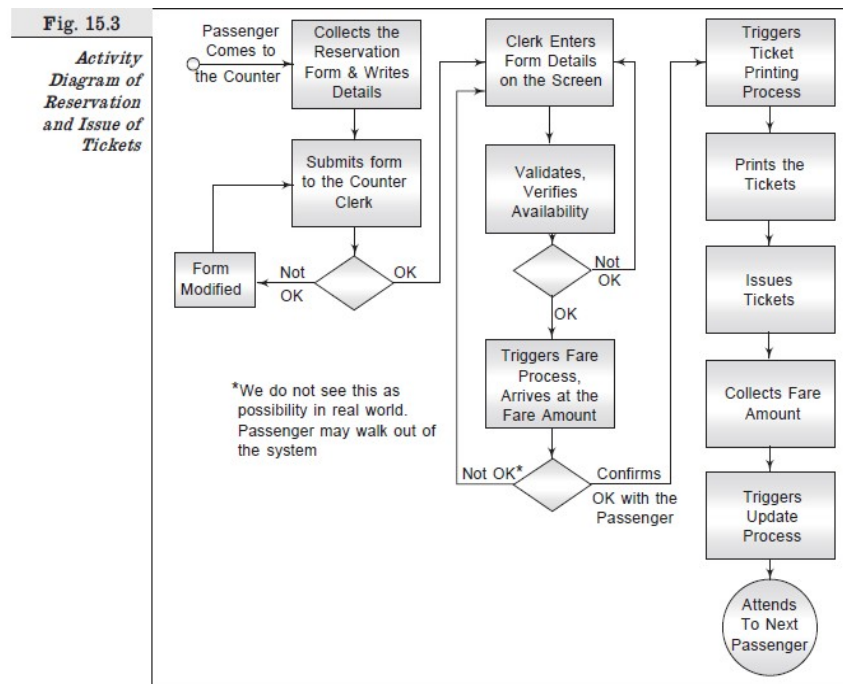 Fig. 15.3
Activity
Diagram of
Reservation
and Issue of
Tickets
Passenger
Comes to
the Counter
Collects the
Reservation
Form & Writes
Details
Submits form
to the Counter
Clerk
Form
Modified
Not
OK
OK
*We do not see this as
possibility in real world.
Passenger may walk out of
the system
Clerk Enters
Form Details
on the Screen
Validates,
Verifies
Availability
Not
OK
OK
Triggers Fare
Process,
Arrives at the
Fare Amount
Not OK*
Confirms
OK with the
Passenger
Triggers
Ticket
Printing
Process
Prints the
Tickets
Issues
Tickets
Collects Fare
Amount
Triggers
Update
Process
Attends
To Next
Passenger